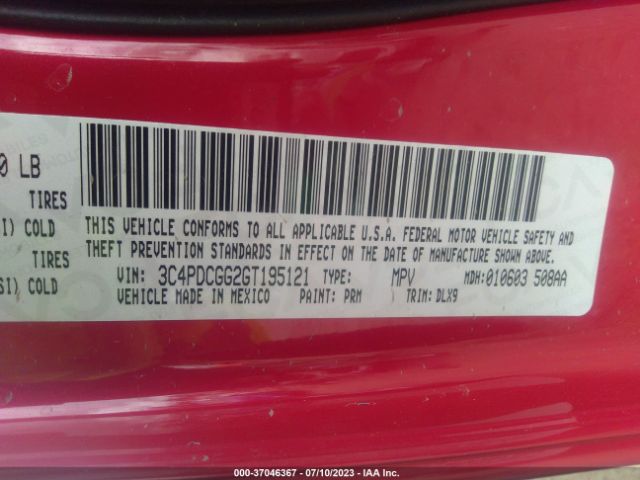 0 LB
TIRES
I) COLD
TIRES
SI) COLD
THIS VEHICLE CONFORMS TO ALL APPLICABLE U.S.A. FEDERAL MOTOR VEHICLE SAFETY AND
THEFT PREVENTION STANDARDS IN EFFECT ON THE DATE OF MANUFACTURE SHOWN ABOVE.
VIN: 3C4PDCGG2GT195121 TYPE: MPV MDH:010603 508AA
VEHICLE MADE IN MEXICO PAINT: PRM TRIM: DLX9
000-37046367 - 07/10/2023 - IAA Inc.